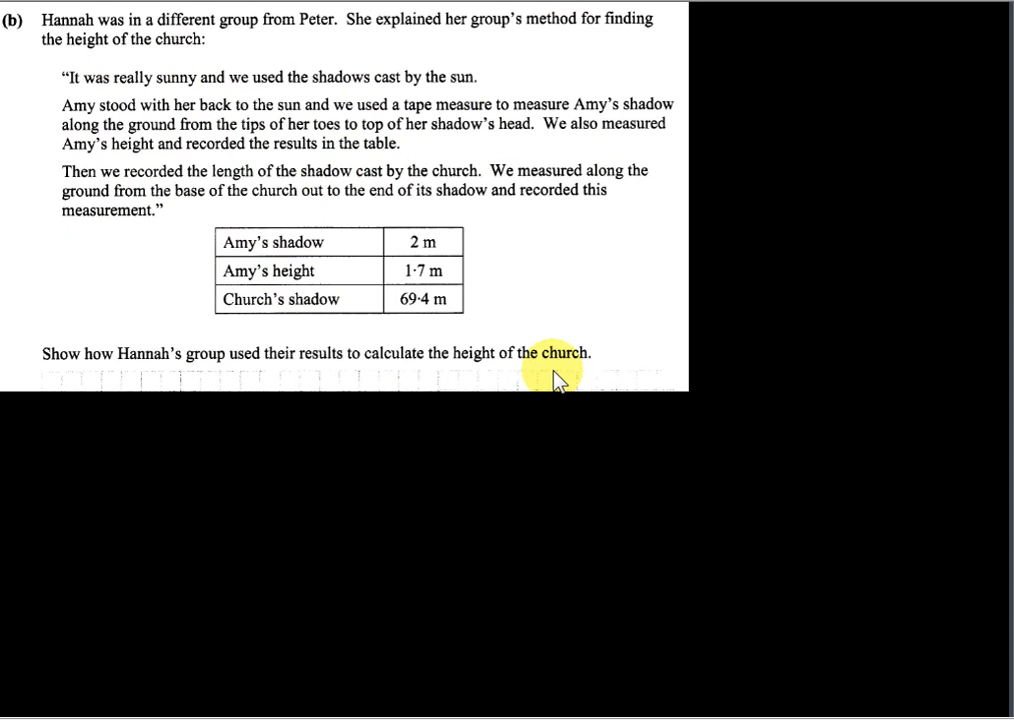 (b) Hannah was in a different group from Peter. She explained her group's method for finding
the height of the church:
“It was really sunny and we used the shadows cast by the sun.
Amy stood with her back to the sun and we used a tape measure to measure Amy's shadow
along the ground from the tips of her toes to top of her shadow's head. We also measured
Amy's height and recorded the results in the table.
Then we recorded the length of the shadow cast by the church. We measured along the
ground from the base of the church out to the end of its shadow and recorded this
measurement.”
Amy's shadow 2 m
Amy's height 1·7 m
Church's shadow 69·4 m
Show how Hannah's group used their results to calculate the height of the church.